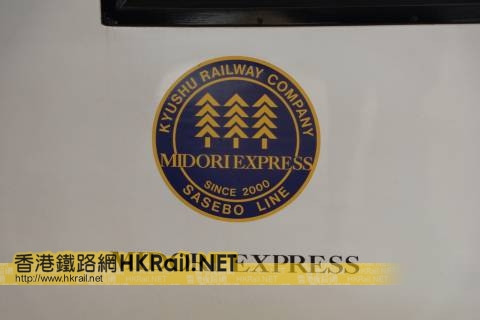 KYUSHU RAILWAY COMPANY
MIDORI EXPRESS
SINCE 2000
SASEBO LINE
MIDORI EXPRESS
香港鐵路網HKRail.NET
http://www.hkrail.net